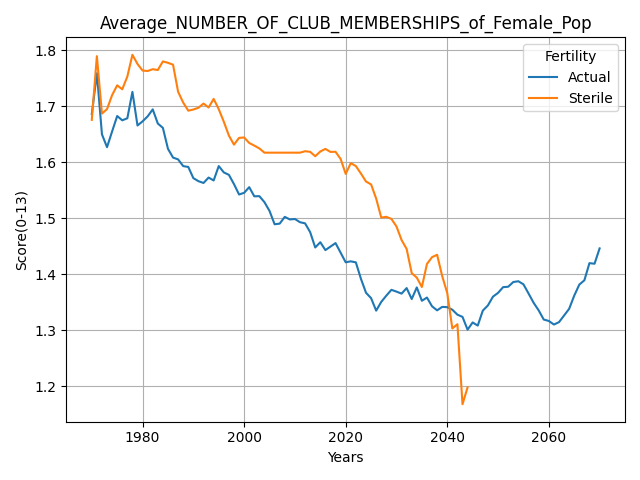 Average_NUMBER_OF_CLUB_MEMBERSHIPS_of_Female_Pop
Fertility
Actual
Sterile
Score(0-13)
1.8
1.7
1.6
1.5
1.4
1.3
1.2
1980
2000
2020
2040
2060
Years